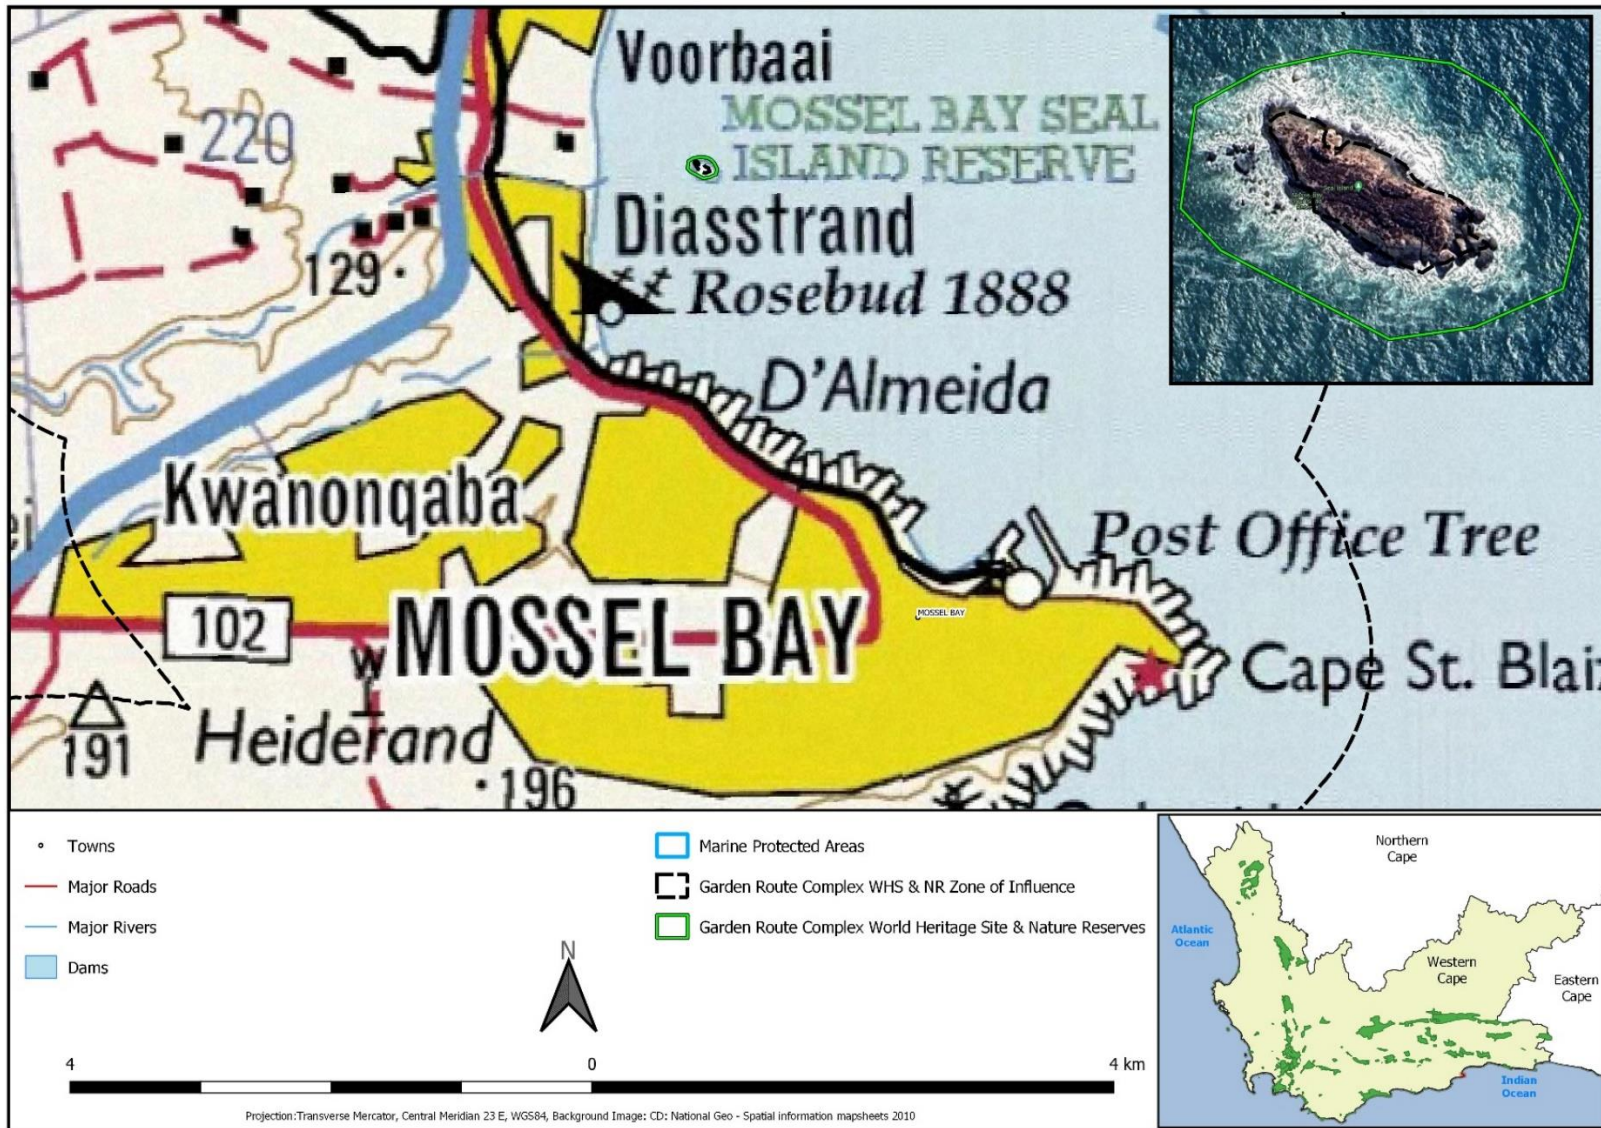 Voorbaai
MOSSEL BAY SEAL
ISLAND RESERVE
220
Diasstrand
129
Rosebud 1888
D'Almeida
Kwanonqaba
Post Office Tree
102
MOSSEL BAY
MOSSEL BAY
W
Cape St. Blaiz
191
Heiderand
196
Towns
Major Roads
Major Rivers
Dams
Marine Protected Areas
Garden Route Complex WHS & NR Zone of Influence
Garden Route Complex World Heritage Site & Nature Reserves
N
4 0 4 km
Projection:Transverse Mercator, Central Meridian 23 E, WGS84, Background Image: CD: National Geo - Spatial information mapsheets 2010
Northern
Cape
Atlantic
Ocean
Western
Cape
Eastern
Cape
Indian
Ocean